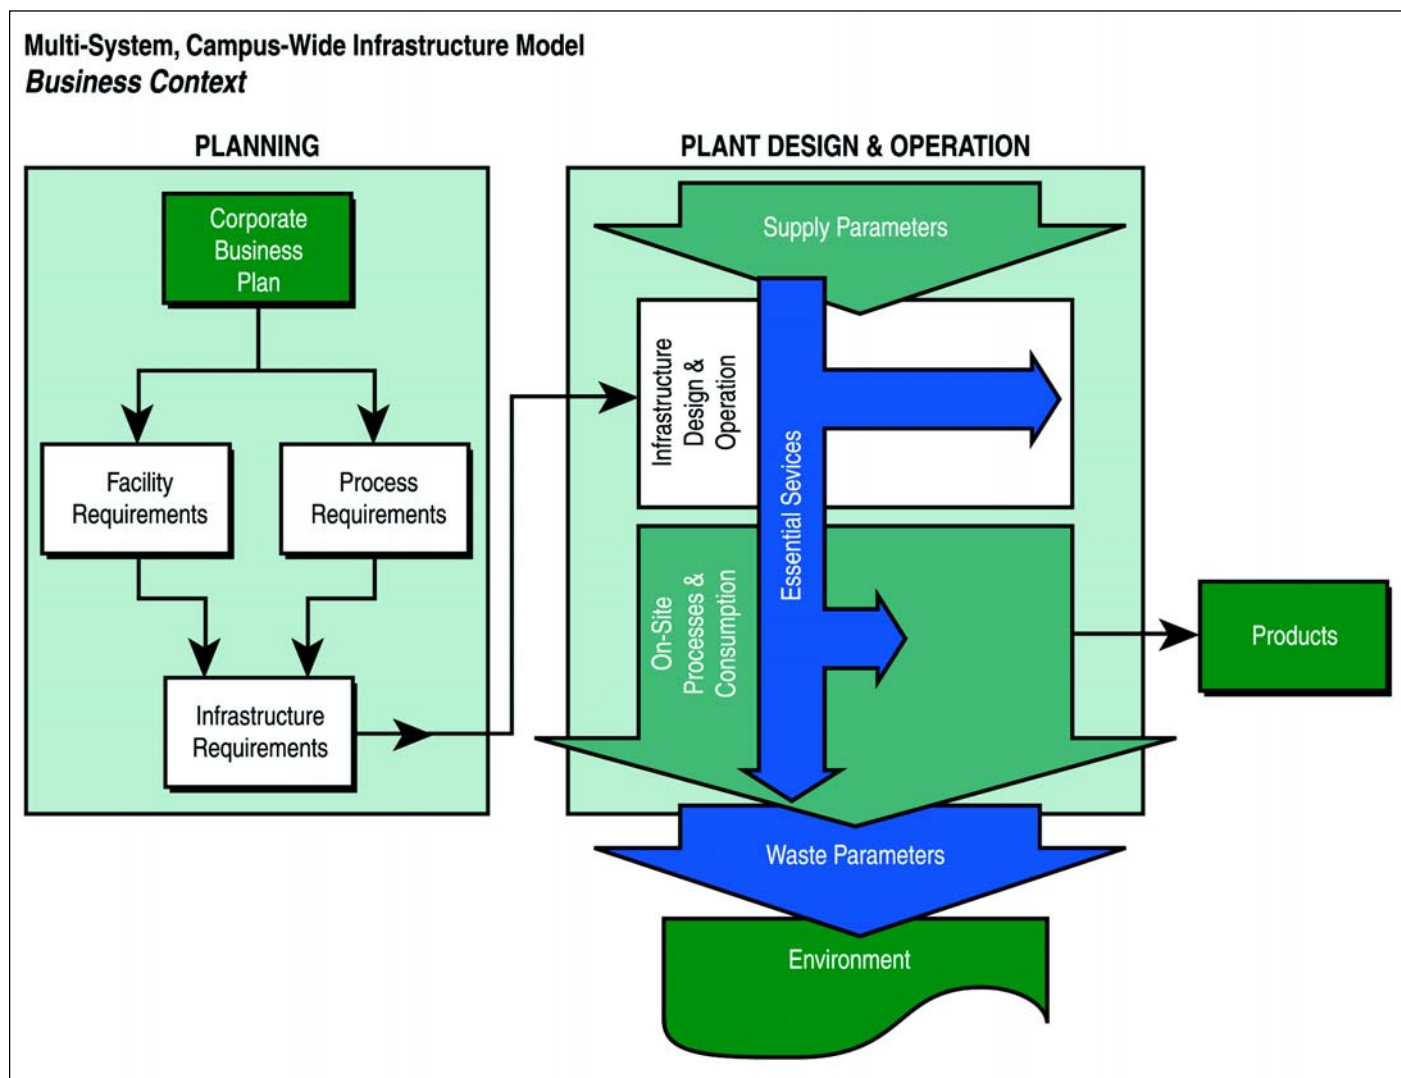 Multi-System, Campus-Wide Infrastructure Model
Business Context
PLANNING
Corporate
Business
Plan
Facility
Requirements
Process
Requirements
Infrastructure
Requirements
PLANT DESIGN & OPERATION
Supply Parameters
Infrastructure
Design &
Operation
Essential Sevices
On-Site
Processes &
Consumption
Products
Waste Parameters
Environment